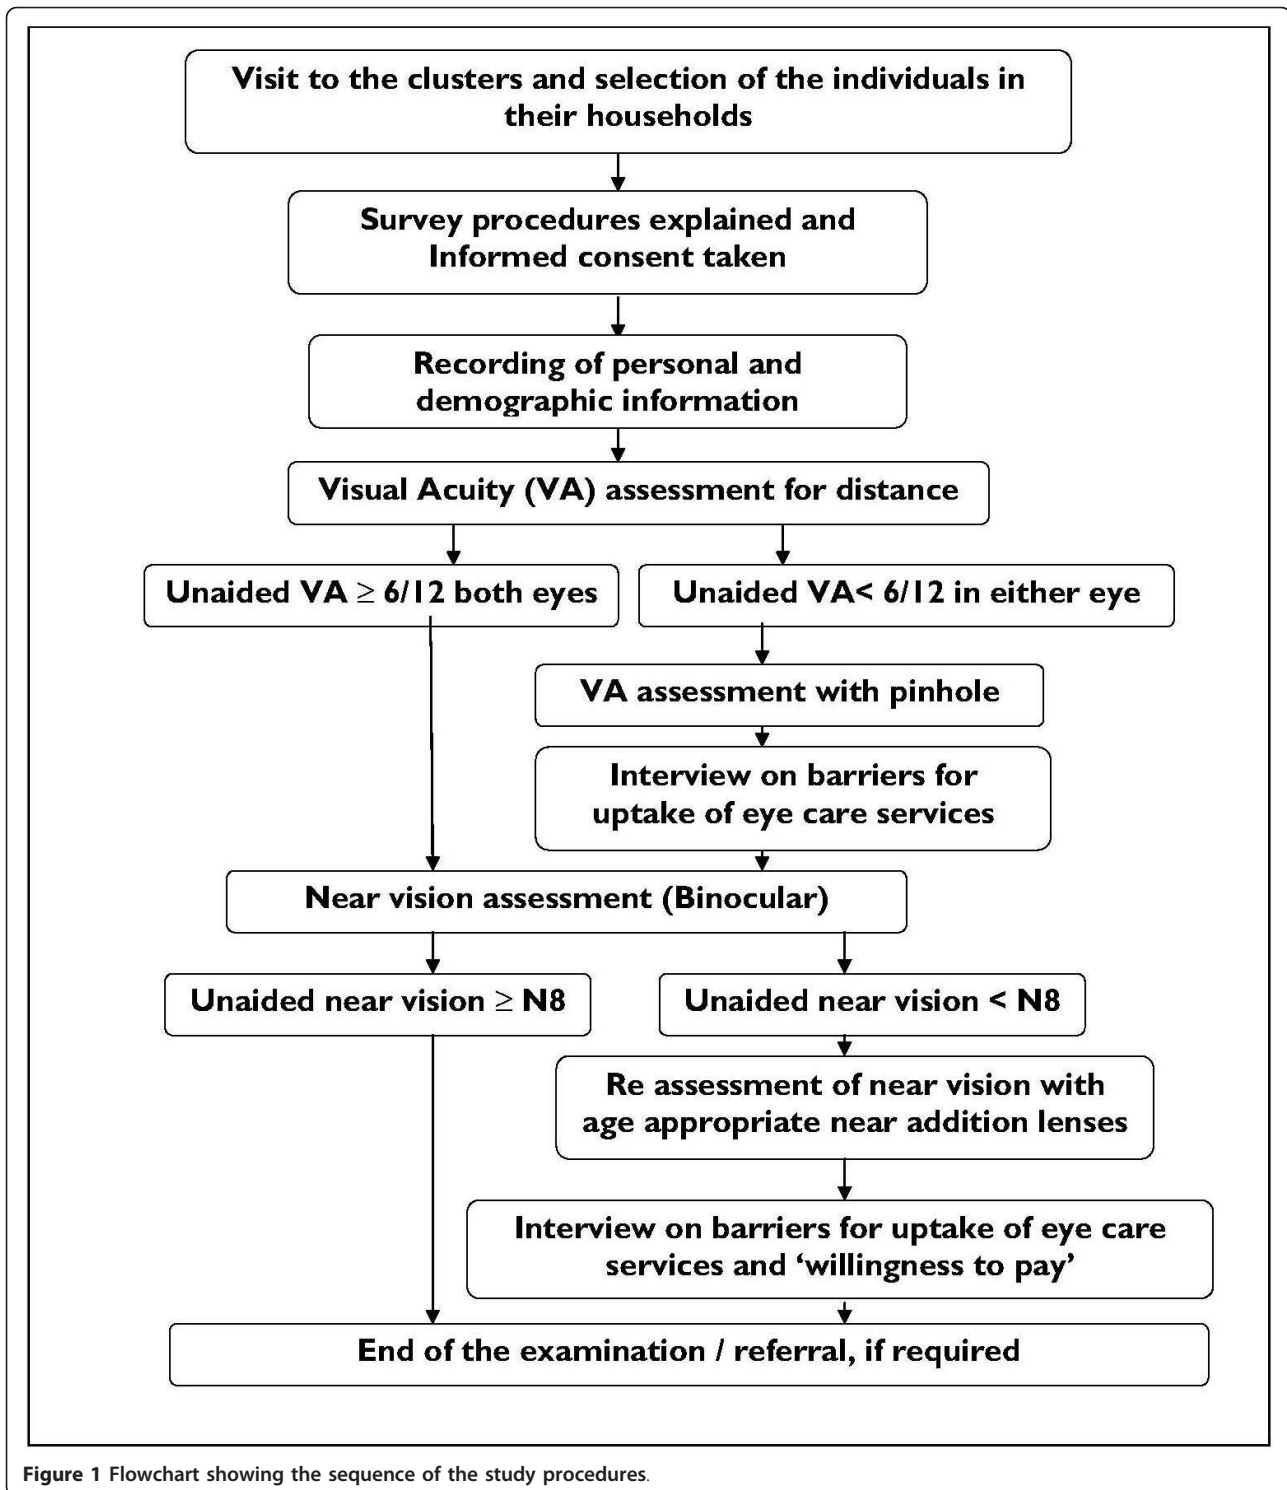 Visit to the clusters and selection of the individuals in
their households
Survey procedures explained and
Informed consent taken
Recording of personal and
demographic information
Visual Acuity (VA) assessment for distance
Unaided VA ≥ 6/12 both eyes
Unaided VA< 6/12 in either eye
VA assessment with pinhole
Interview on barriers for
uptake of eye care services
Near vision assessment (Binocular)
Unaided near vision ≥ N8
Unaided near vision < N8
Re assessment of near vision with
age appropriate near addition lenses
Interview on barriers for uptake of eye care
services and ‘willingness to pay’
End of the examination / referral, if required
Figure 1 Flowchart showing the sequence of the study procedures.